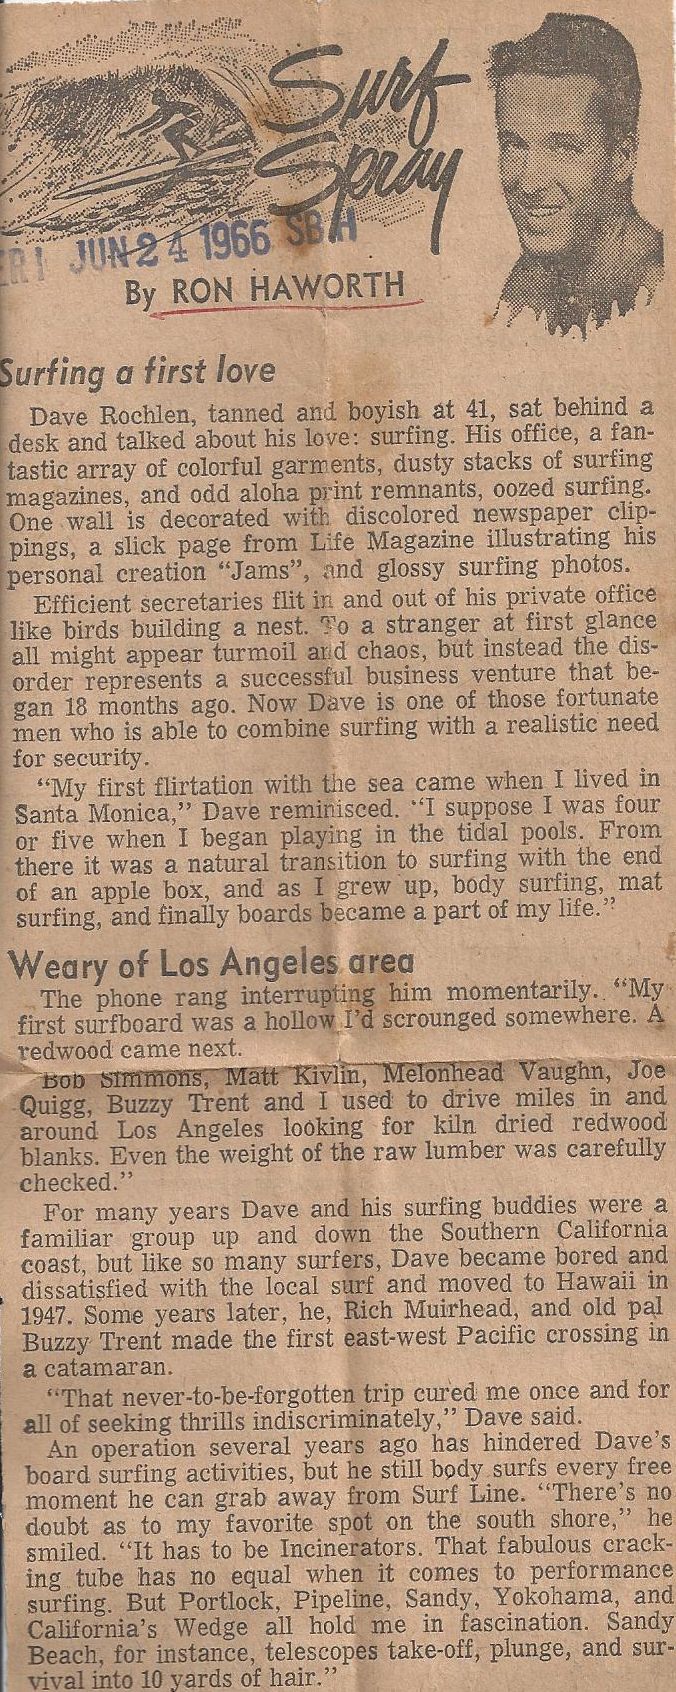 Surf
Spray
FRI JUN 24 1966 SBH
By RON HAWORTH
Surfing a first love
Dave Rochlen, tanned and boyish at 41, sat behind a
desk and talked about his love: surfing. His office, a fan-
tastic array of colorful garments, dusty stacks of surfing
magazines, and odd aloha print remnants, oozed surfing.
One wall is decorated with discolored newspaper clip-
pings, a slick page from Life Magazine illustrating his
personal creation “Jams”, and glossy surfing photos.
Efficient secretaries flit in and out of his private office
like birds building a nest. To a stranger at first glance
all might appear turmoil and chaos, but instead the dis-
order represents a successful business venture that be-
gan 18 months ago. Now Dave is one of those fortunate
men who is able to combine surfing with a realistic need
for security.
“My first flirtation with the sea came when I lived in
Santa Monica,” Dave reminisced. “I suppose I was four
or five when I began playing in the tidal pools. From
there it was a natural transition to surfing with the end
of an apple box, and as I grew up, body surfing, mat
surfing, and finally boards became a part of my life.”
Weary of Los Angeles area
The phone rang interrupting him momentarily. “My
first surfboard was a hollow I’d scrounged somewhere. A
redwood came next.
Bob Simmons, Matt Kivlin, Melonhead Vaughn, Joe
Quigg, Buzzy Trent and I used to drive miles in and
around Los Angeles looking for kiln dried redwood
blanks. Even the weight of the raw lumber was carefully
checked.”
For many years Dave and his surfing buddies were a
familiar group up and down the Southern California
coast, but like so many surfers, Dave became bored and
dissatisfied with the local surf and moved to Hawaii in
1947. Some years later, he, Rich Muirhead, and old pal
Buzzy Trent made the first east-west Pacific crossing in
a catamaran.
“That never-to-be-forgotten trip cured me once and for
all of seeking thrills indiscriminately,” Dave said.
An operation several years ago has hindered Dave’s
board surfing activities, but he still body surfs every free
moment he can grab away from Surf Line. “There’s no
doubt as to my favorite spot on the south shore,” he
smiled. “It has to be Incinerators. That fabulous crack-
ing tube has no equal when it comes to performance
surfing. But Portlock, Pipeline, Sandy, Yokohama, and
California’s Wedge all hold me in fascination. Sandy
Beach, for instance, telescopes take-off, plunge, and sur-
vival into 10 yards of hair.”